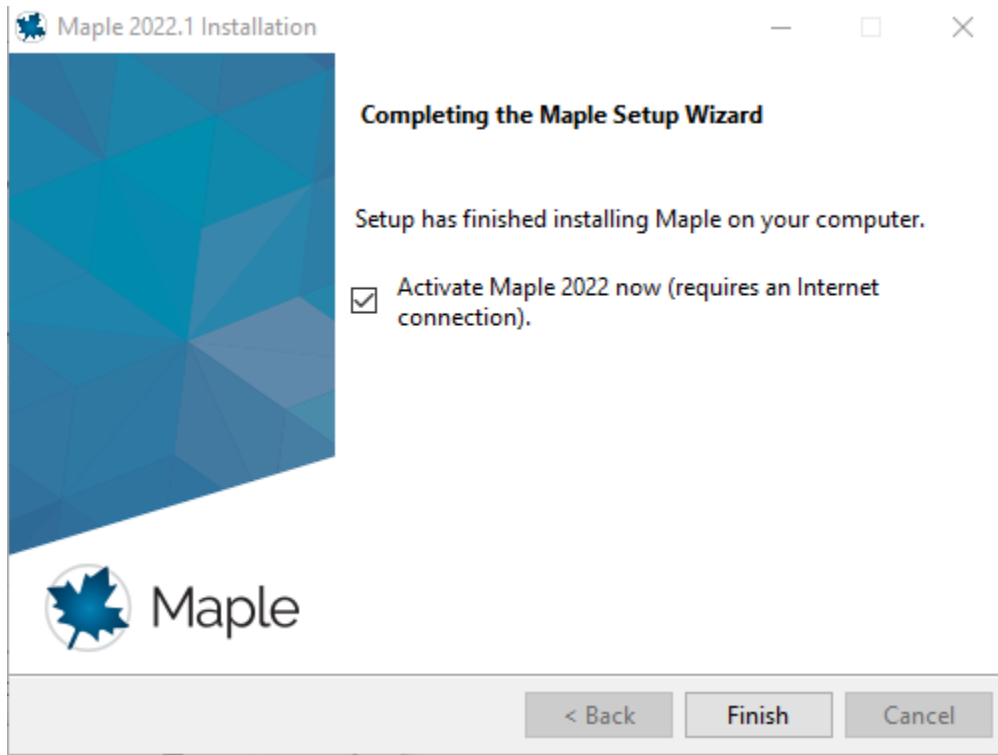 Maple 2022.1 Installation
Completing the Maple Setup Wizard
Setup has finished installing Maple on your computer.
Activate Maple 2022 now (requires an Internet
connection).
Maple
< Back
Finish
Cancel